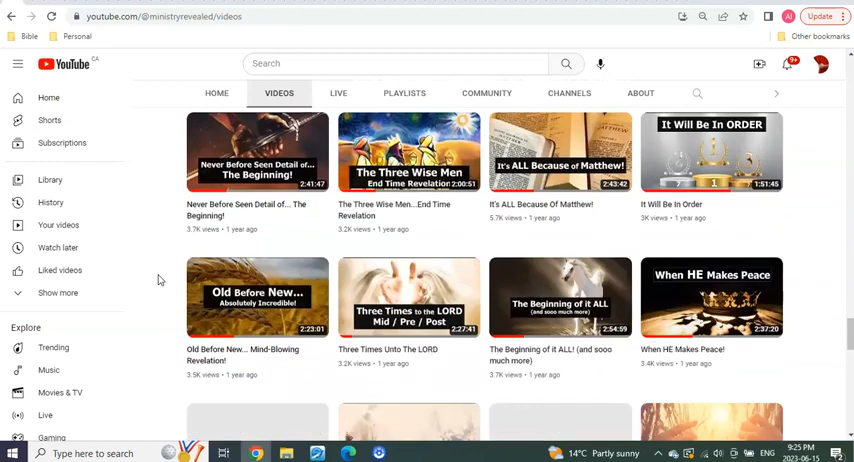 youtube.com/@ministryrevealed/videos
AI
Update
Bible
Personal
Other bookmarks
YouTube CA
Search
9+
HOME
VIDEOS
LIVE
PLAYLISTS
COMMUNITY
CHANNELS
ABOUT
Home
Shorts
Subscriptions
Library
History
Your videos
Watch later
Liked videos
Show more
Explore
Trending
Music
Movies & TV
Live
Gaming
Never Before Seen Detail of...
The Beginning!
2:41:47
The Three Wise Men
End Time Revelation
2:00:51
It's ALL Because of Matthew!
2:43:42
It Will Be In ORDER
1
1:51:45
Never Before Seen Detail of... The
Beginning!
3.7K views • 1 year ago
The Three Wise Men...End Time
Revelation
3.2K views • 1 year ago
It's ALL Because Of Matthew!
5.7K views • 1 year ago
It Will Be In Order
3K views • 1 year ago
Old Before New...
Absolutely Incredible!
2:23:01
Three Times to the LORD
Mid / Pre / Post
2:27:41
The Beginning of it ALL
(and sooo much more)
2:54:59
When HE Makes Peace
2:37:20
Old Before New... Mind-Blowing
Revelation!
3.5K views • 1 year ago
Three Times Unto The LORD
3.2K views • 1 year ago
The Beginning of it ALL! (and sooo
much more)
3.7K views • 1 year ago
When HE Makes Peace!
3.4K views • 1 year ago
Type here to search
14°C Partly sunny
ENG
9:25 PM
2023-06-15
2